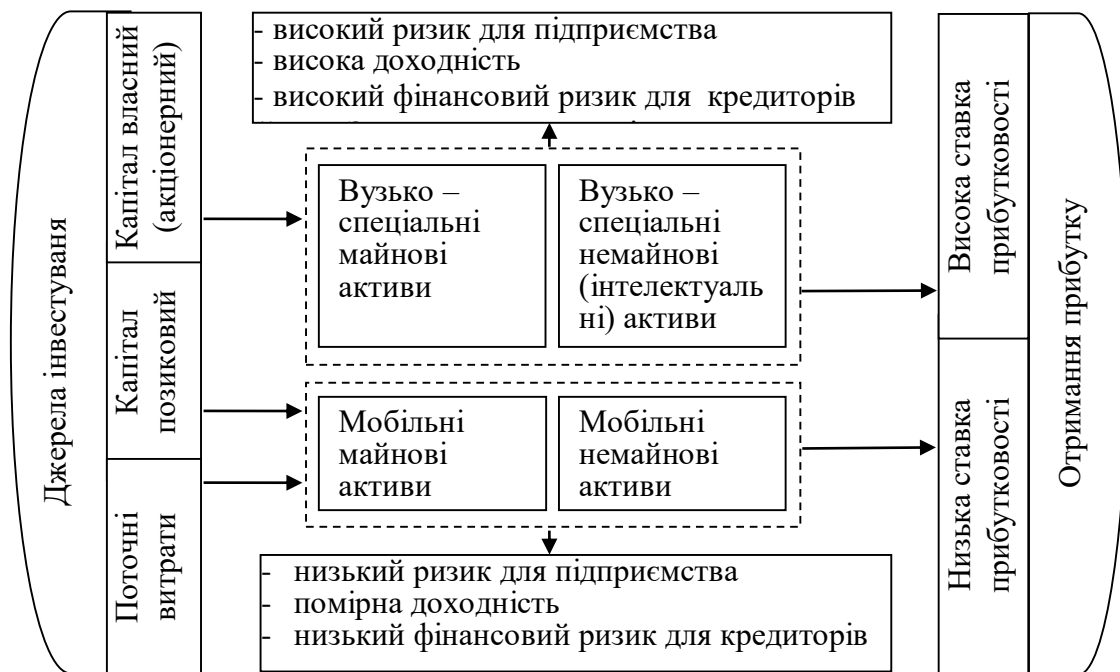 Джерела інвестуваня
Капітал власний
(акціонерний)
Капітал
позиковий
Поточні
витрати
- високий ризик для підприємства
- висока доходність
- високий фінансовий ризик для кредиторів
Вузько –
спеціальні
майнові
активи
Вузько –
спеціальні
немайнові
(інтелектуаль
ні) активи
Мобільні
майнові
активи
Мобільні
немайнові
активи
- низький ризик для підприємства
- помірна доходність
- низький фінансовий ризик для кредиторів
Висока ставка
прибутковості
Низька ставка
прибутковості
Отримання прибутку